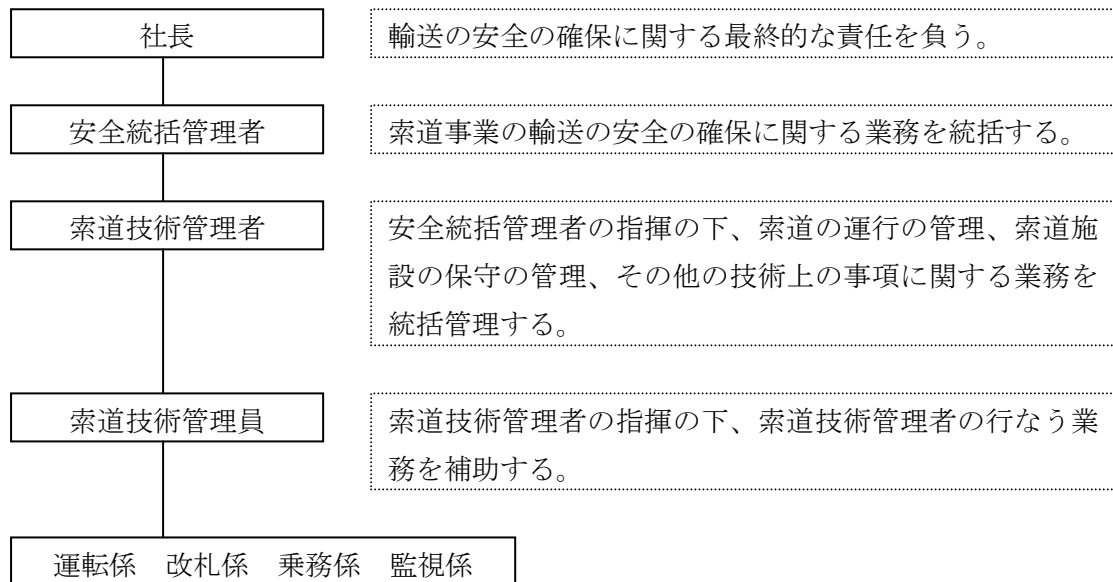 社長
輸送の安全の確保に関する最終的な責任を負う。
安全統括管理者
索道事業の輸送の安全の確保に関する業務を統括する。
索道技術管理者
安全統括管理者の指揮の下、索道の運行の管理、索道施
設の保守の管理、その他の技術上の事項に関する業務を
統括管理する。
索道技術管理員
索道技術管理者の指揮の下、索道技術管理者の行なう業
務を補助する。
運転係　改札係　乗務係　監視係